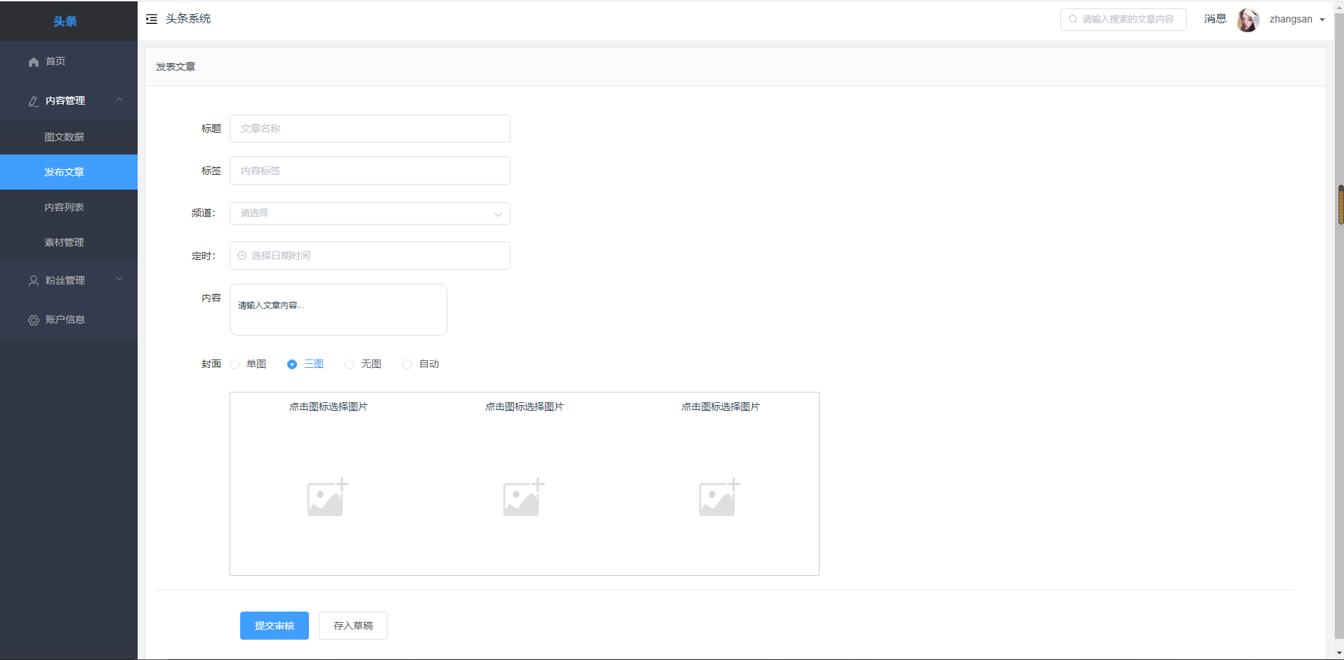 头条
头条系统
请输入搜索的文章内容
消息
zhangsan
首页
内容管理
图文数据
发布文章
内容列表
素材管理
粉丝管理
账户信息
发表文章
标题
文章名称
标签
内容标签
频道：
请选择
定时：
选择日期时间
内容
请输入文章内容...
封面 单图 三图 无图 自动
点击图标选择图片 点击图标选择图片 点击图标选择图片
提交审核 存入草稿